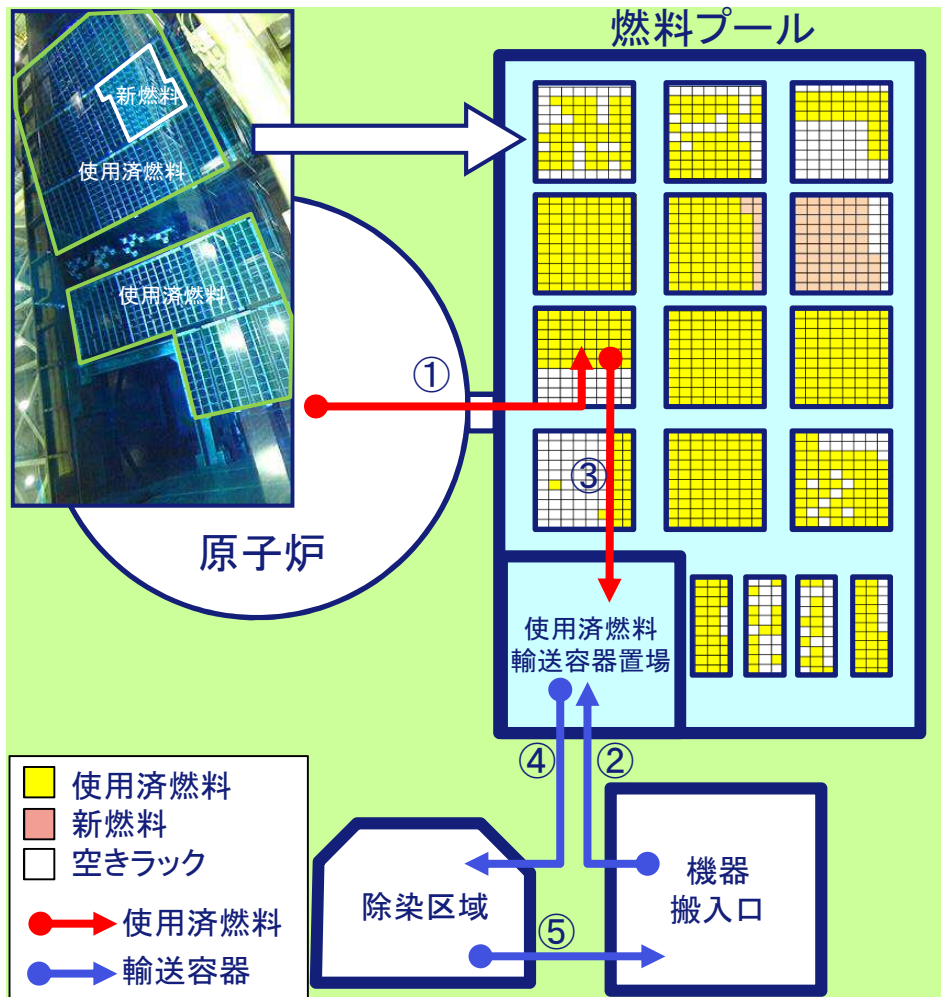 燃料プール
新燃料
使用済燃料
使用済燃料
①
③
原子炉
使用済燃料
輸送容器置場
④
②
使用済燃料
新燃料
空きラック
使用済燃料
輸送容器
除染区域
⑤
機器
搬入口